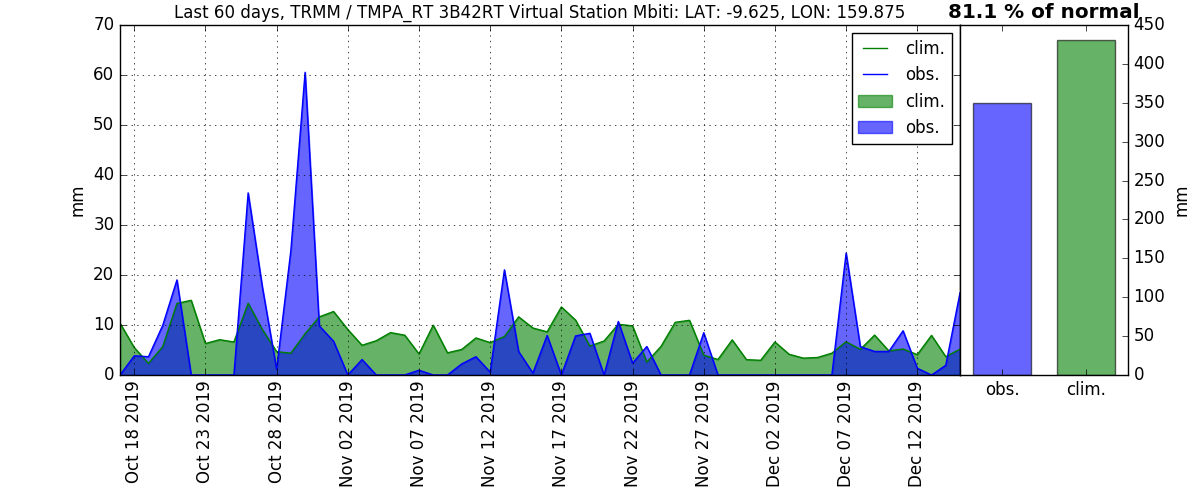 Last 60 days, TRMM / TMPA_RT 3B42RT Virtual Station Mbiti: LAT: -9.625, LON: 159.875
81.1 % of normal
70
60
50
40
30
20
10
0
mm
clim.
obs.
clim.
obs.
450
400
350
300
250
200
150
100
50
0
mm
Oct 18 2019
Oct 23 2019
Oct 28 2019
Nov 02 2019
Nov 07 2019
Nov 12 2019
Nov 17 2019
Nov 22 2019
Nov 27 2019
Dec 02 2019
Dec 07 2019
Dec 12 2019
obs.
clim.